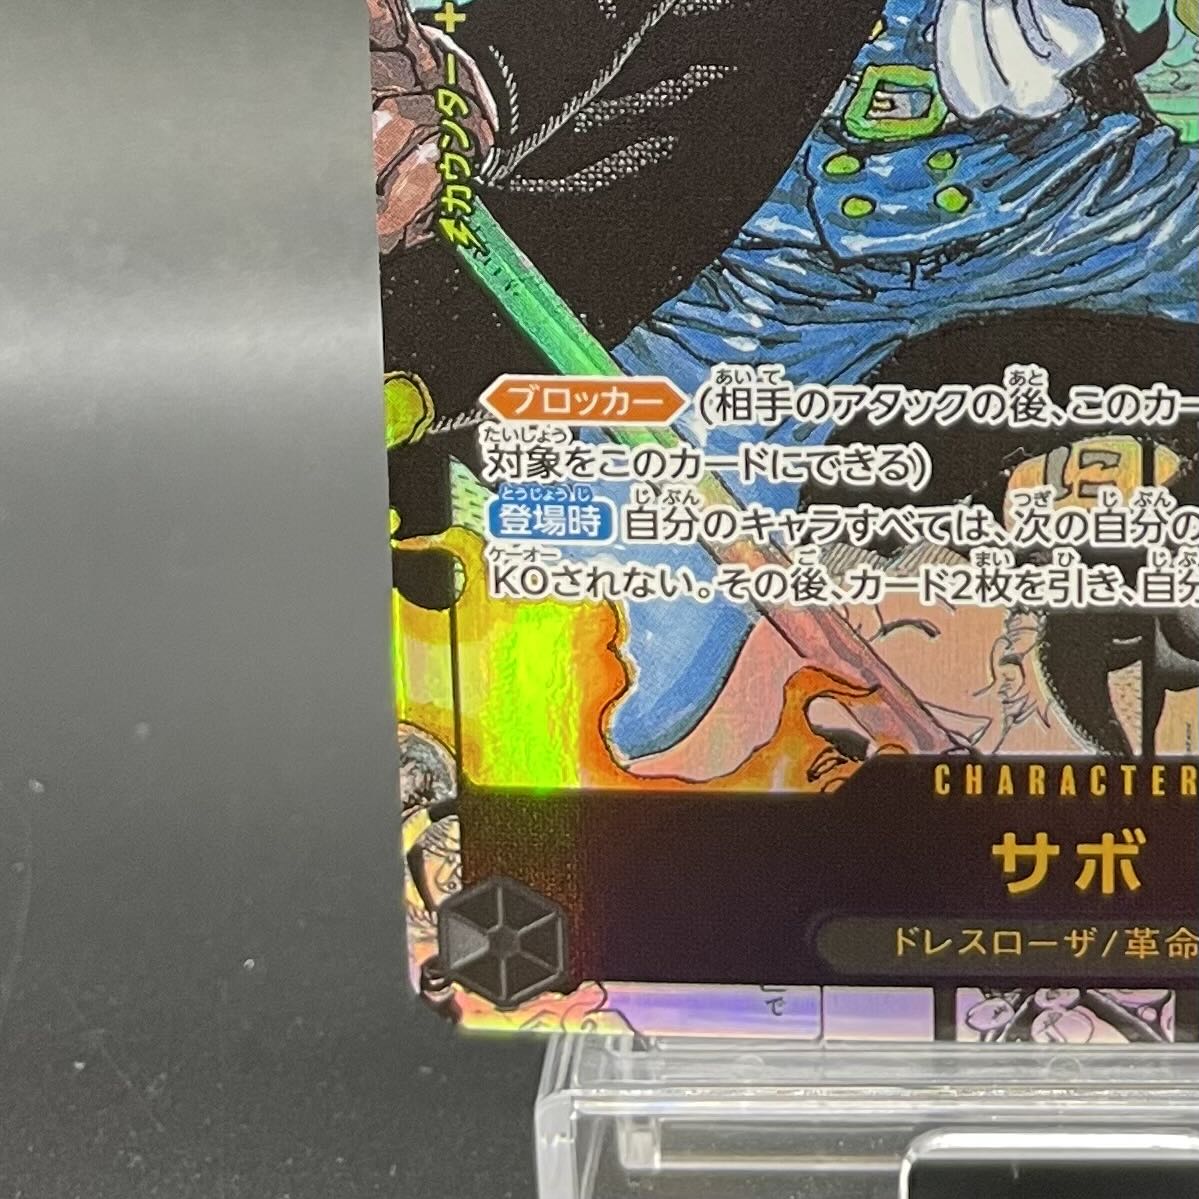 カウンター+
ブロッカー (相手のアタックの後、このカー
対象をこのカードにできる)
登場時 自分のキャラすべては、次の自分の
KOされない。その後、カード2枚を引き、自分
CHARACTER
サボ
ドレスローザ/革命
で